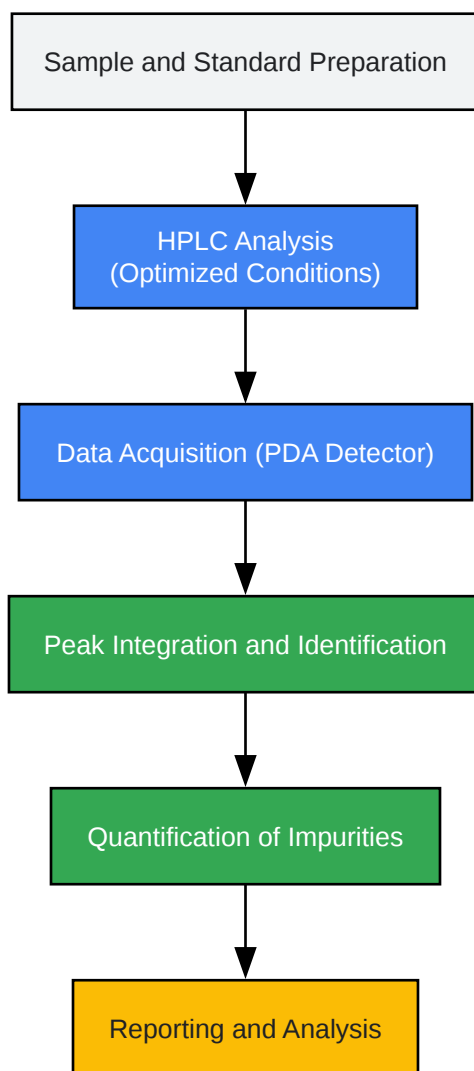 Sample and Standard Preparation
HPLC Analysis
(Optimized Conditions)
Data Acquisition (PDA Detector)
Peak Integration and Identification
Quantification of Impurities
Reporting and Analysis